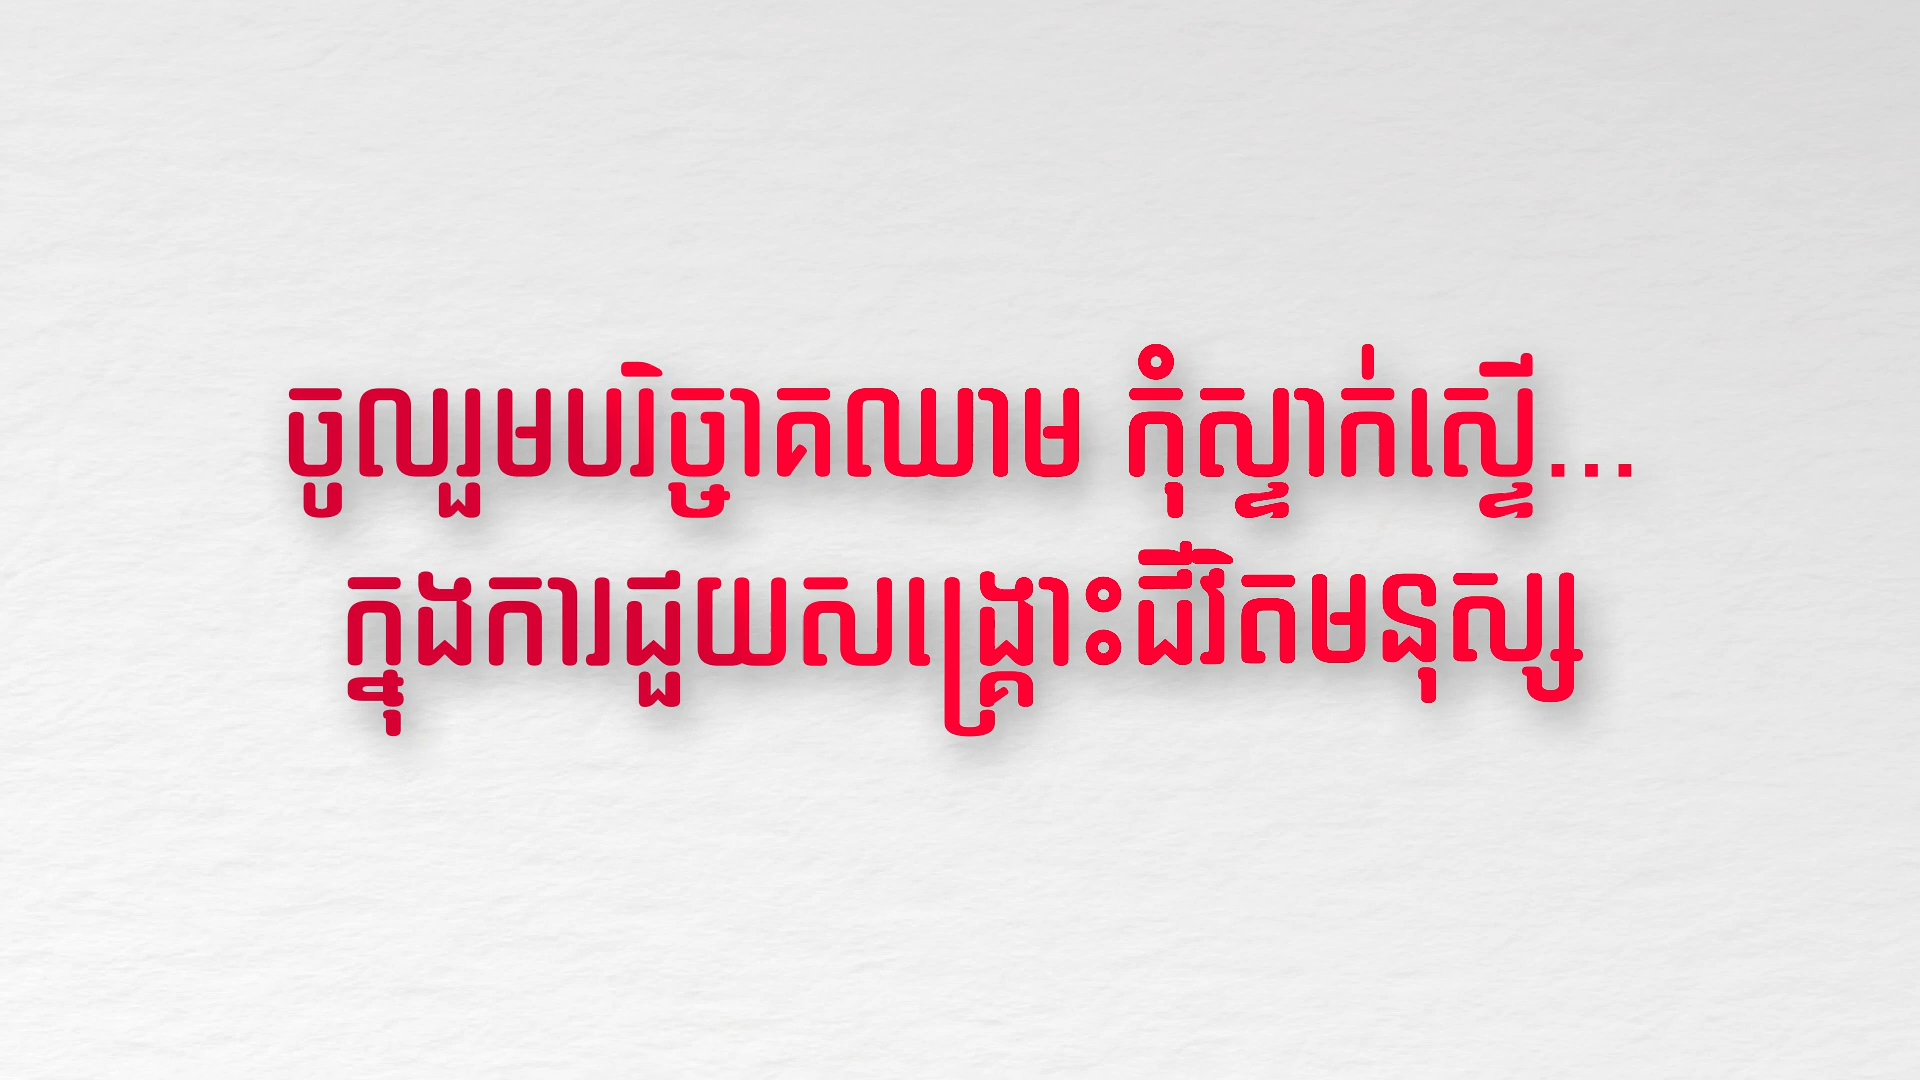 ចូលរួមបរិច្ចាគឈាម កុំស្ទាក់ស្ទើ...
ក្នុងការជួយសង្គ្រោះជីវិតមនុស្ស